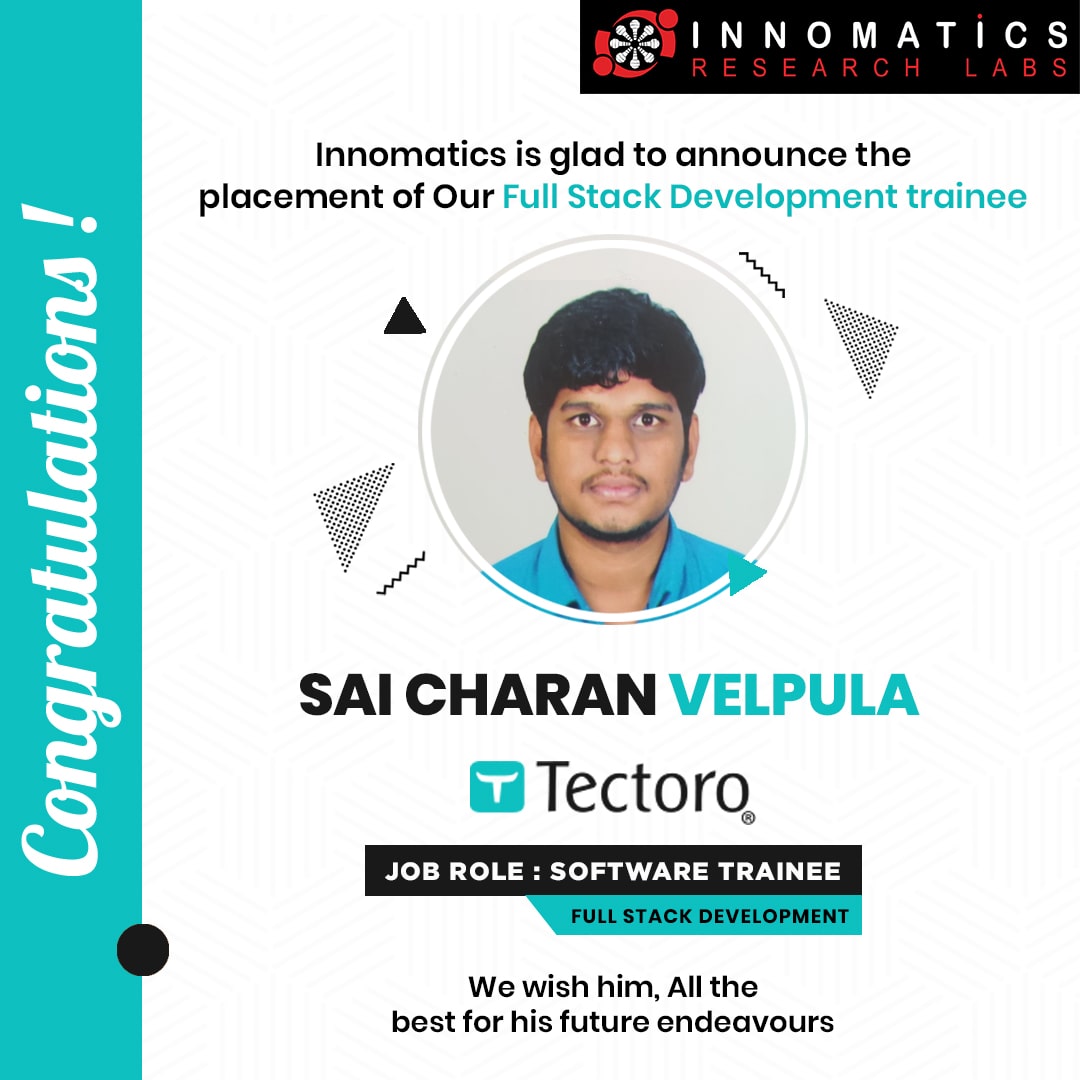 INNOMATICS
RESEARCH LABS
Congratulations !
Innomatics is glad to announce the
placement of Our Full Stack Development trainee
SAI CHARAN VELPULA
Tectoro®
JOB ROLE : SOFTWARE TRAINEE
FULL STACK DEVELOPMENT
We wish him, All the
best for his future endeavours